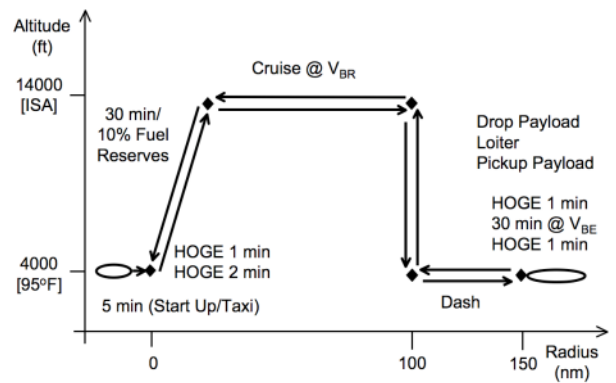 Altitude
(ft)
14000
[ISA]
Cruise @ VBR
30 min/
10% Fuel
Reserves
Drop Payload
Loiter
Pickup Payload
HOGE 1 min
30 min @ VBE
HOGE 1 min
HOGE 1 min
HOGE 2 min
4000
[95°F]
5 min (Start Up/Taxi)
Dash
0
100
150
Radius
(nm)